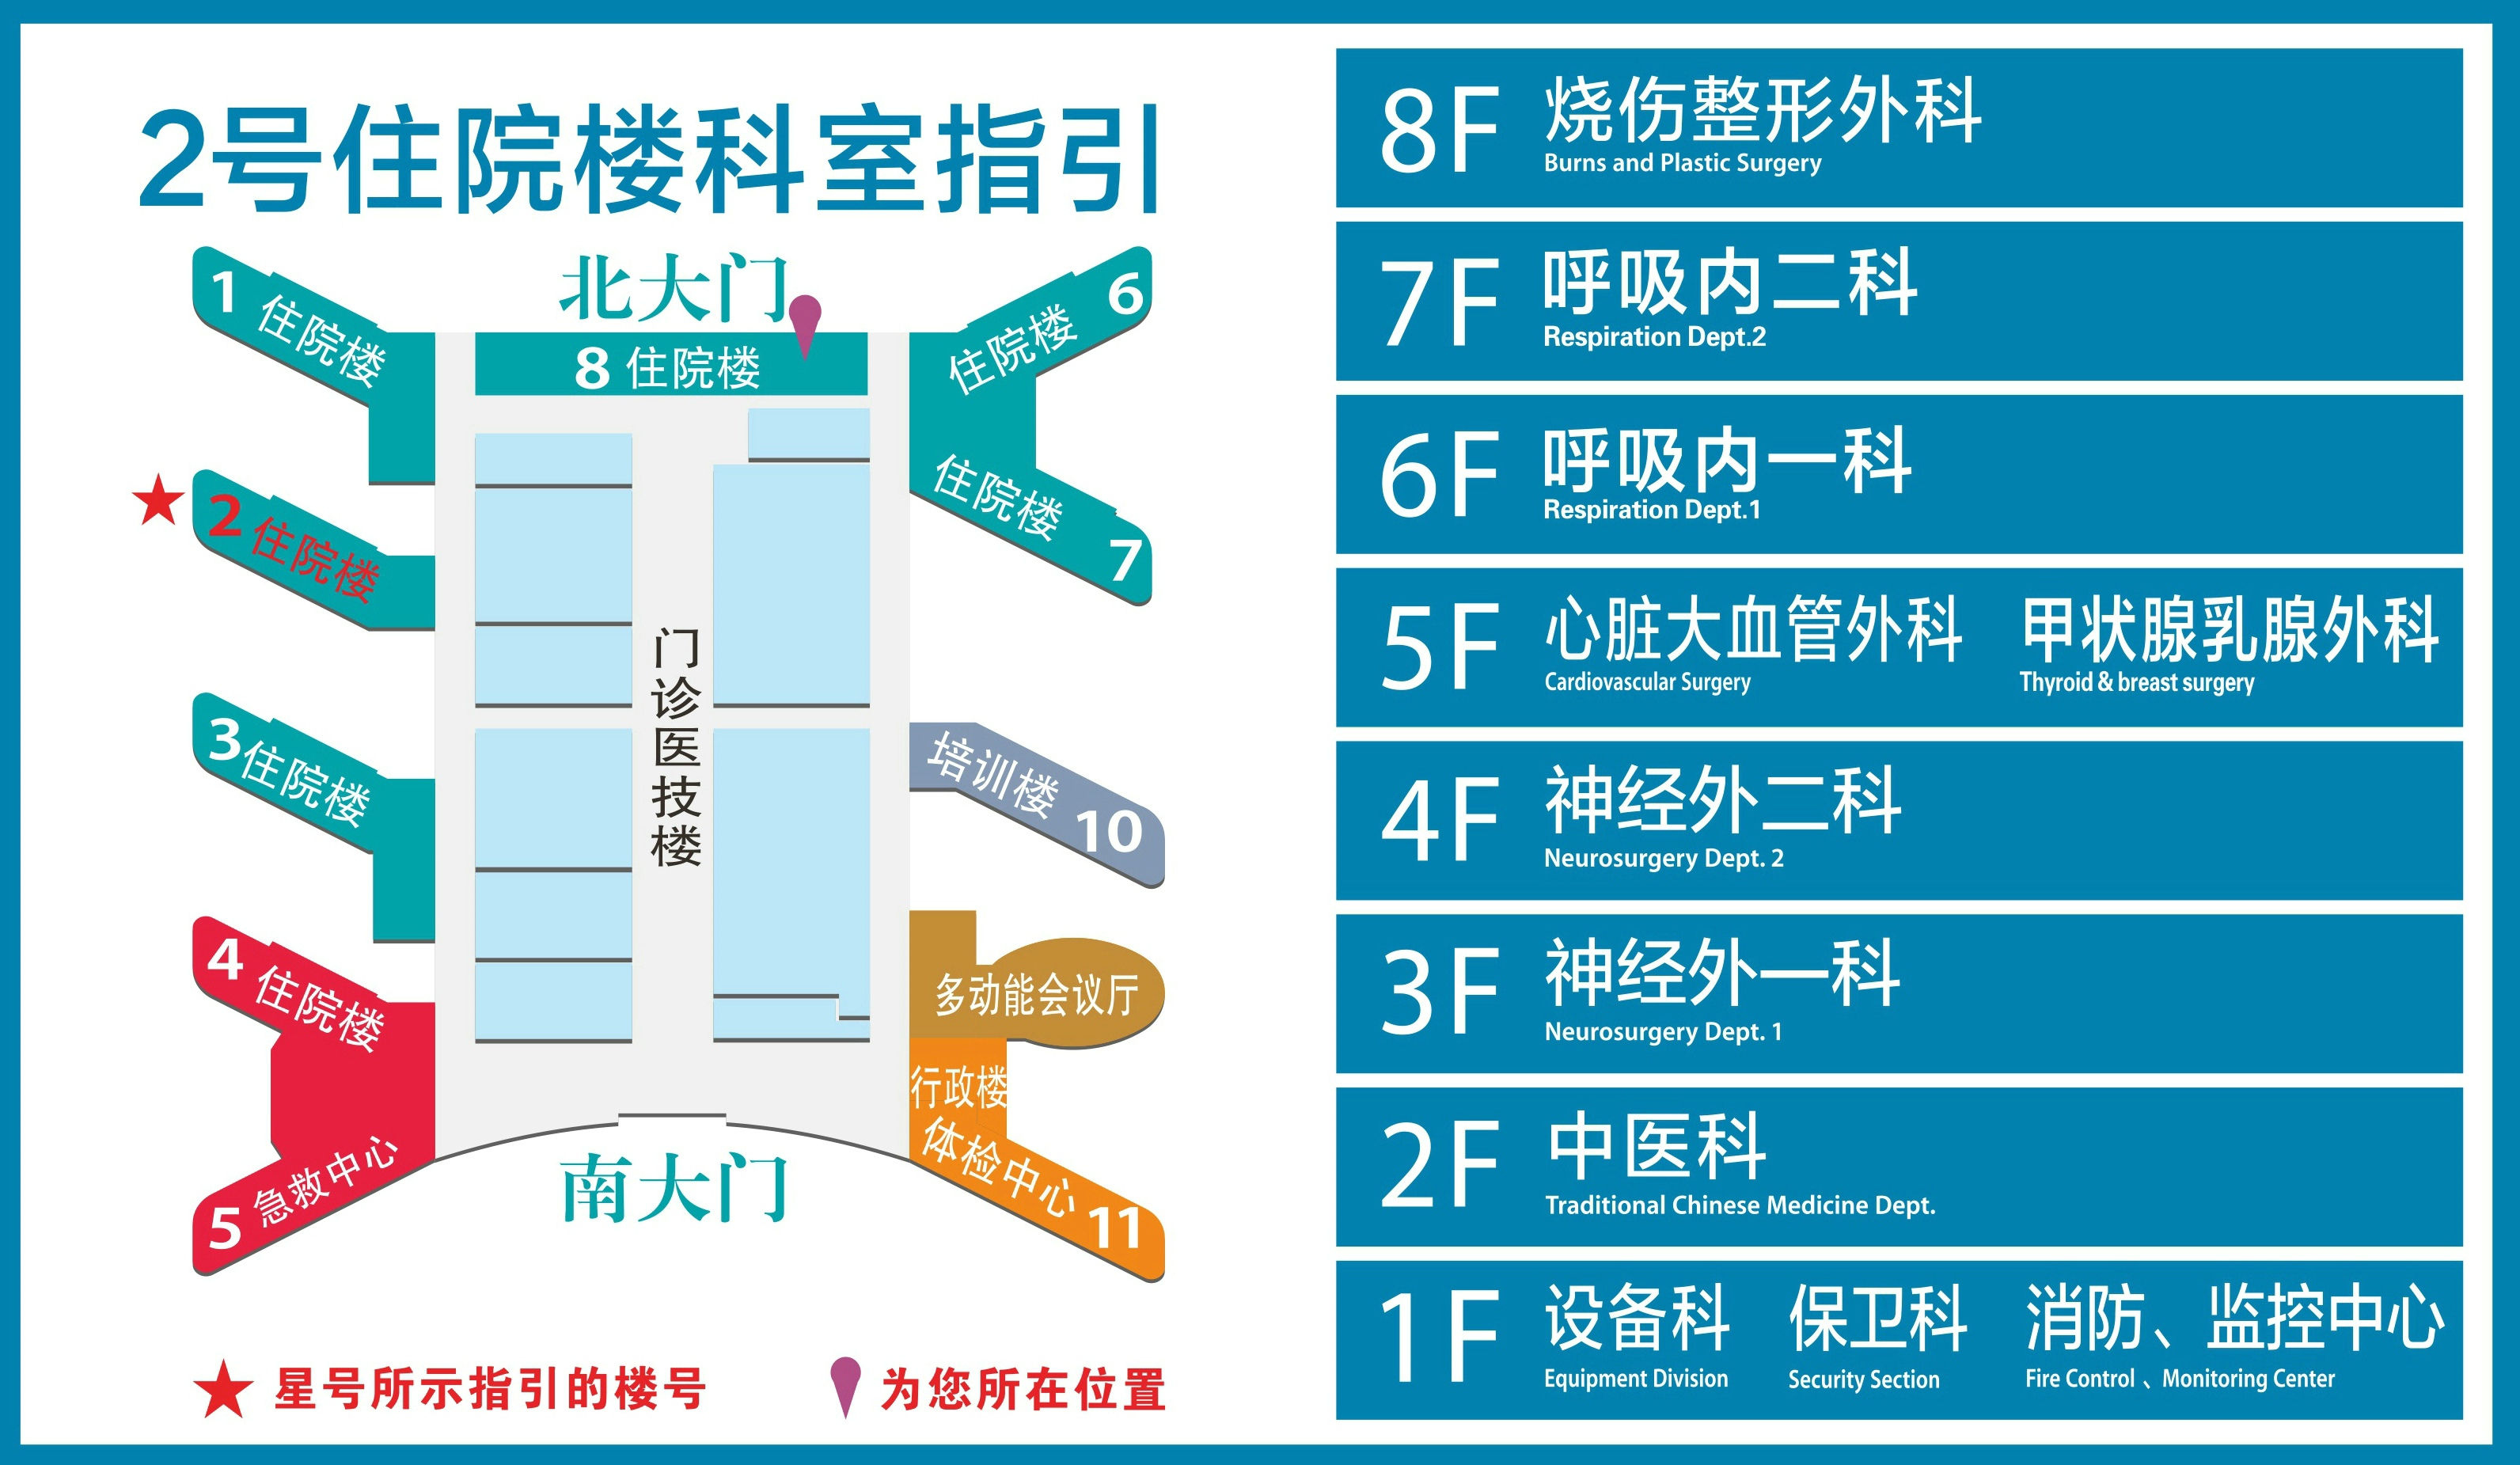 2号住院楼科室指引
北大门
1 住院楼
6 住院楼
8 住院楼
2 住院楼
住院楼 7
门诊医技楼
3 住院楼
培训楼 10
4 住院楼
多动能会议厅
行政楼
体检中心 11
5 急救中心
南大门
星号所示指引的楼号
为您所在位置
8F 烧伤整形外科
Burns and Plastic Surgery
7F 呼吸内二科
Respiration Dept.2
6F 呼吸内一科
Respiration Dept.1
5F 心脏大血管外科 甲状腺乳腺外科
Cardiovascular Surgery Thyroid & breast surgery
4F 神经外二科
Neurosurgery Dept. 2
3F 神经外一科
Neurosurgery Dept. 1
2F 中医科
Traditional Chinese Medicine Dept.
1F 设备科 保卫科 消防、监控中心
Equipment Division Security Section Fire Control、Monitoring Center